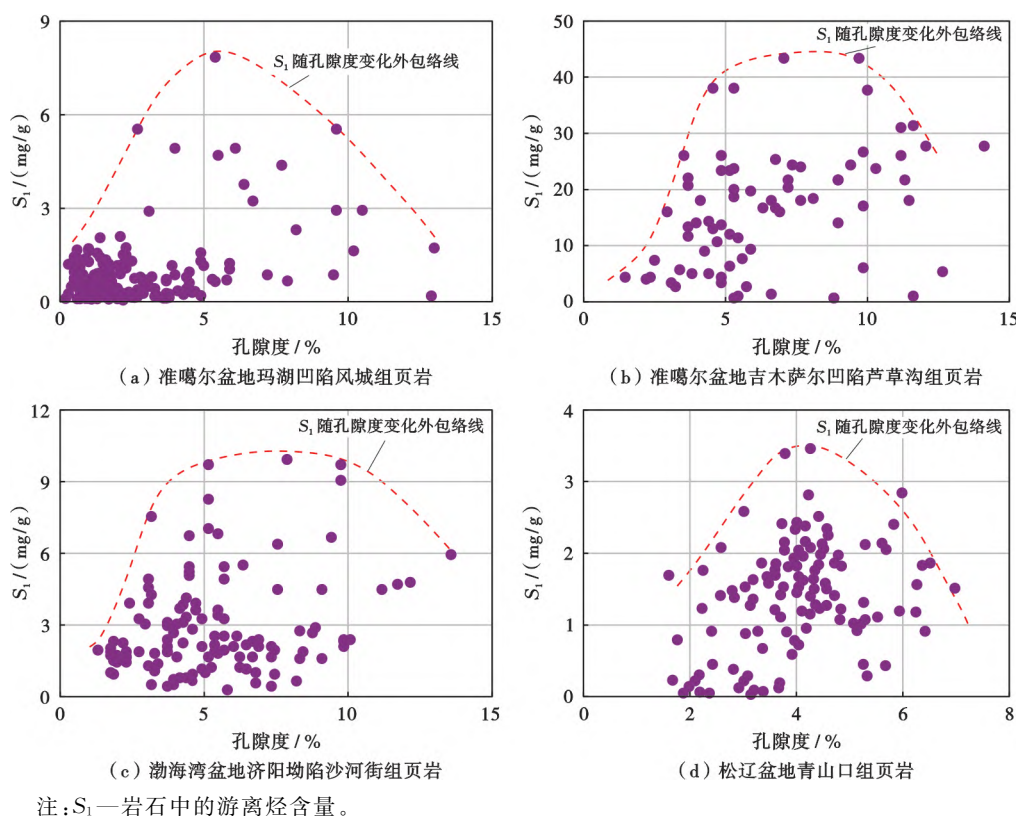 9
6
3
0
S₁/(mg/g)
S₁随孔隙度变化外包络线
0
5
10
15
孔隙度/%
(a)准噶尔盆地玛湖凹陷风城组页岩
50
40
30
20
10
0
S₁/(mg/g)
S₁随孔隙度变化外包络线
0
5
10
15
孔隙度/%
(b)准噶尔盆地吉木萨尔凹陷芦草沟组页岩
12
9
6
3
0
S₁/(mg/g)
S₁随孔隙度变化外包络线
0
5
10
15
孔隙度/%
(c)渤海湾盆地济阳坳陷沙河街组页岩
4
3
2
1
0
S₁/(mg/g)
S₁随孔隙度变化外包络线
0
2
4
6
8
孔隙度/%
(d)松辽盆地青山口组页岩
注:S₁—岩石中的游离烃含量。